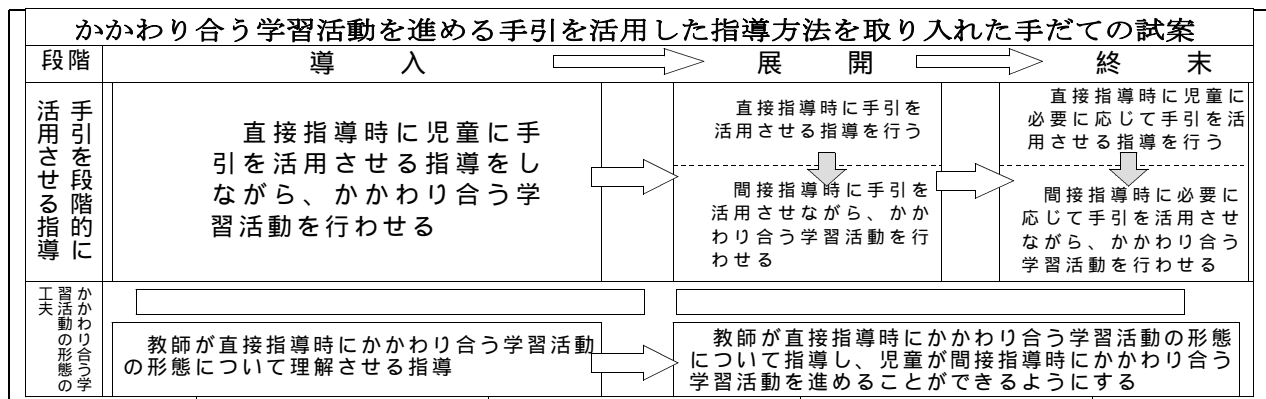 かかわり合う学習活動を進める手引を活用した指導方法を取り入れた手だての試案
段階
導入
展開
終末
手引を段階的に
活用させる指導
直接指導時に児童に手
引を活用させる指導をし
ながら、かかわり合う学
習活動を行わせる
直接指導時に手引を
活用させる指導を行う
間接指導時に手引を
活用させながら、かか
わり合う学習活動を行
わせる
直接指導時に児童に
必要に応じて手引を活
用させる指導を行う
間接指導時に必要に
応じて手引を活用させ
ながら、かかわり合う
学習活動を行わせる
かかわり合う学
習活動の形態の
工夫
教師が直接指導時にかかわり合う学習活動
の形態について理解させる指導
教師が直接指導時にかかわり合う学習活動の形態
について指導し、児童が間接指導時にかかわり合う
学習活動を進めることができるようにする